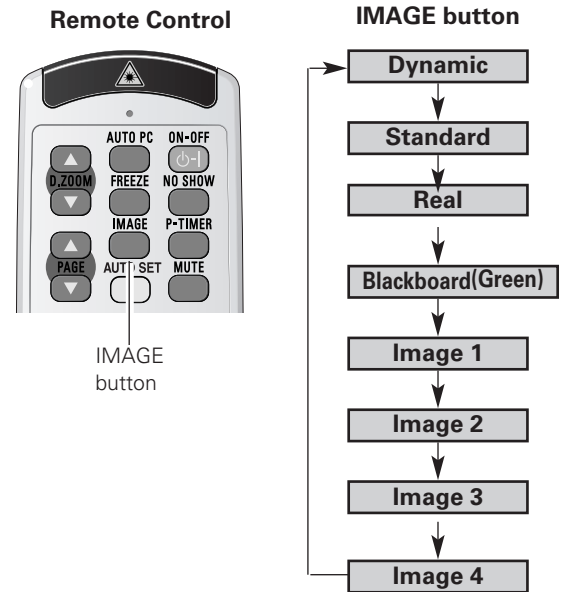 Remote Control
AUTO PC ON-OFF
D.ZOOM FREEZE NO SHOW
IMAGE P-TIMER
PAGE AUTO SET MUTE
IMAGE
button
IMAGE button
Dynamic
Standard
Real
Blackboard(Green)
Image 1
Image 2
Image 3
Image 4